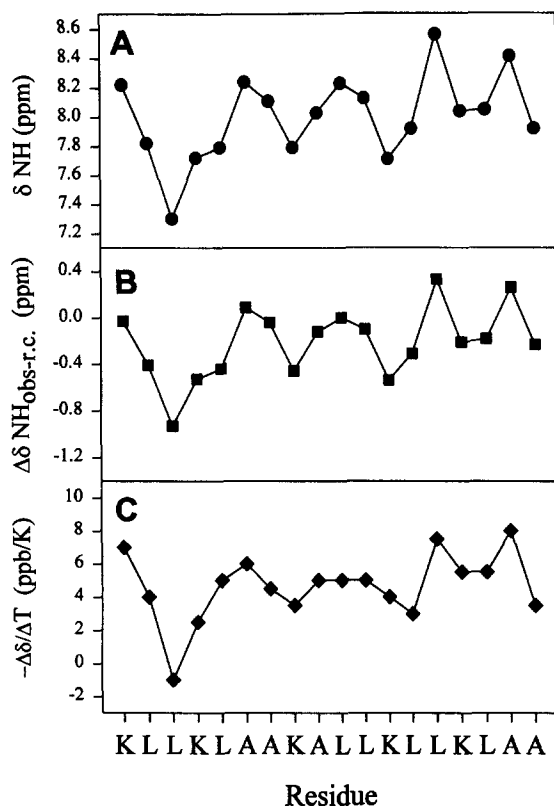 A
δ NH (ppm)
8.6
8.4
8.2
8.0
7.8
7.6
7.4
7.2
B
Δδ NHobs-r.c. (ppm)
0.4
0.0
-0.4
-0.8
-1.2
C
−Δδ/ΔT (ppb/K)
10
8
6
4
2
0
-2
K L L K L A A K A L L K L L K L A A
Residue